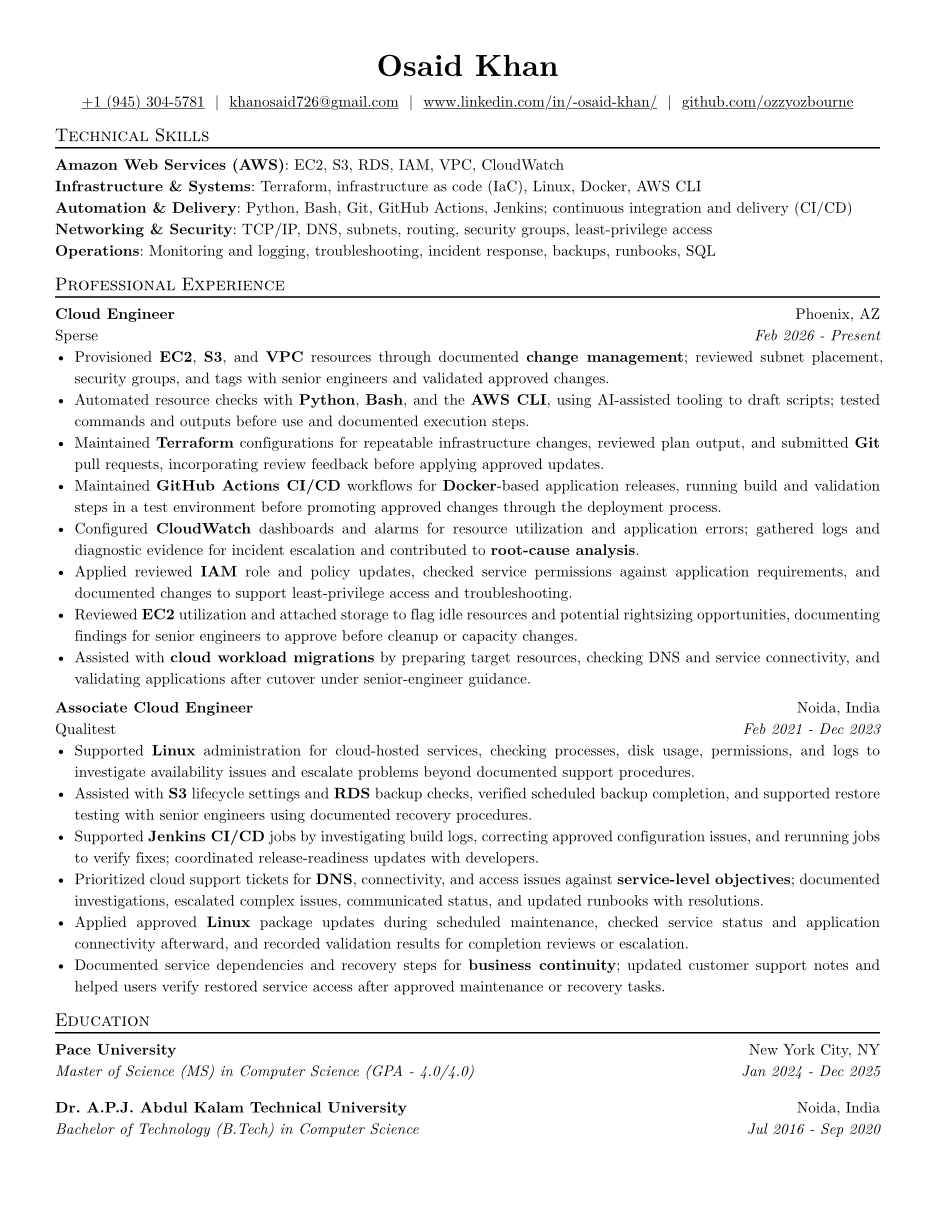 Osaid Khan
+1 (945) 304-5781 | khanosaid726@gmail.com | www.linkedin.com/in/-osaid-khan/ | github.com/ozzyozbourne
Technical Skills
Amazon Web Services (AWS): EC2, S3, RDS, IAM, VPC, CloudWatch
Infrastructure & Systems: Terraform, infrastructure as code (IaC), Linux, Docker, AWS CLI
Automation & Delivery: Python, Bash, Git, GitHub Actions, Jenkins; continuous integration and delivery (CI/CD)
Networking & Security: TCP/IP, DNS, subnets, routing, security groups, least-privilege access
Operations: Monitoring and logging, troubleshooting, incident response, backups, runbooks, SQL
Professional Experience
Cloud Engineer Phoenix, AZ
Sperse Feb 2026 - Present
• Provisioned EC2, S3, and VPC resources through documented change management; reviewed subnet placement,
security groups, and tags with senior engineers and validated approved changes.
• Automated resource checks with Python, Bash, and the AWS CLI, using AI-assisted tooling to draft scripts; tested
commands and outputs before use and documented execution steps.
• Maintained Terraform configurations for repeatable infrastructure changes, reviewed plan output, and submitted Git
pull requests, incorporating review feedback before applying approved updates.
• Maintained GitHub Actions CI/CD workflows for Docker-based application releases, running build and validation
steps in a test environment before promoting approved changes through the deployment process.
• Configured CloudWatch dashboards and alarms for resource utilization and application errors; gathered logs and
diagnostic evidence for incident escalation and contributed to root-cause analysis.
• Applied reviewed IAM role and policy updates, checked service permissions against application requirements, and
documented changes to support least-privilege access and troubleshooting.
• Reviewed EC2 utilization and attached storage to flag idle resources and potential rightsizing opportunities, documenting
findings for senior engineers to approve before cleanup or capacity changes.
• Assisted with cloud workload migrations by preparing target resources, checking DNS and service connectivity, and
validating applications after cutover under senior-engineer guidance.
Associate Cloud Engineer Noida, India
Qualitest Feb 2021 - Dec 2023
• Supported Linux administration for cloud-hosted services, checking processes, disk usage, permissions, and logs to
investigate availability issues and escalate problems beyond documented support procedures.
• Assisted with S3 lifecycle settings and RDS backup checks, verified scheduled backup completion, and supported restore
testing with senior engineers using documented recovery procedures.
• Supported Jenkins CI/CD jobs by investigating build logs, correcting approved configuration issues, and rerunning jobs
to verify fixes; coordinated release-readiness updates with developers.
• Prioritized cloud support tickets for DNS, connectivity, and access issues against service-level objectives; documented
investigations, escalated complex issues, communicated status, and updated runbooks with resolutions.
• Applied approved Linux package updates during scheduled maintenance, checked service status and application
connectivity afterward, and recorded validation results for completion reviews or escalation.
• Documented service dependencies and recovery steps for business continuity; updated customer support notes and
helped users verify restored service access after approved maintenance or recovery tasks.
Education
Pace University New York City, NY
Master of Science (MS) in Computer Science (GPA - 4.0/4.0) Jan 2024 - Dec 2025
Dr. A.P.J. Abdul Kalam Technical University Noida, India
Bachelor of Technology (B.Tech) in Computer Science Jul 2016 - Sep 2020